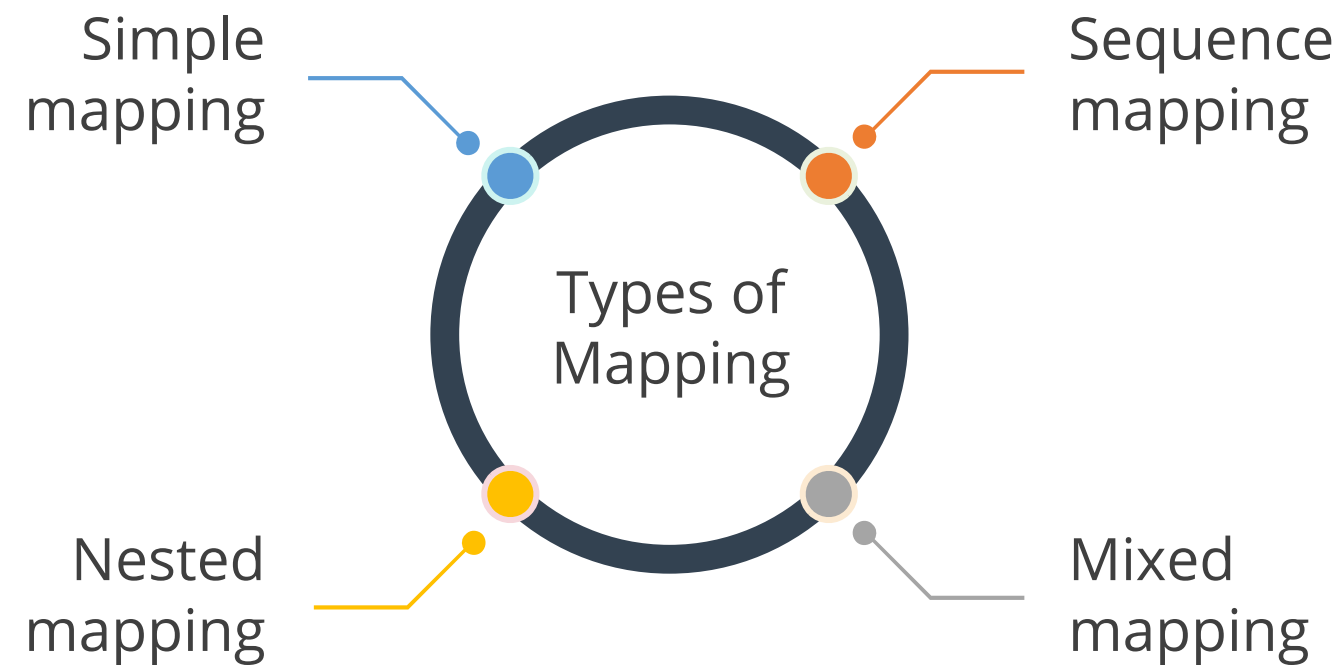 Simple
mapping
Sequence
mapping
Types of
Mapping
Nested
mapping
Mixed
mapping